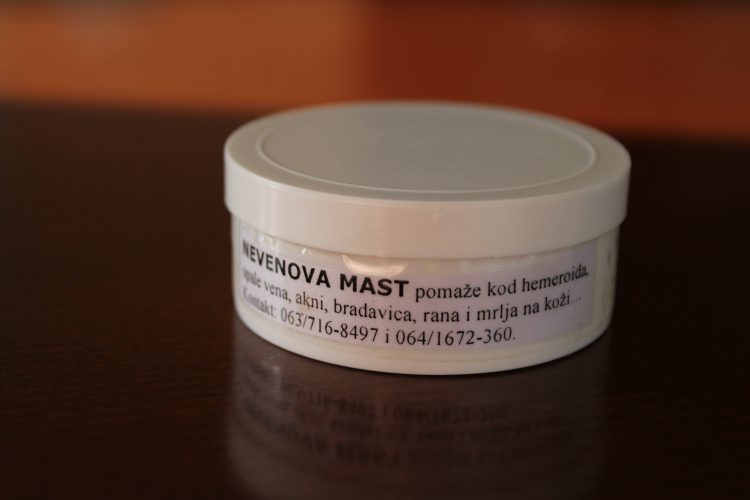 NEVENOVA MAST pomaže kod hemeroida,
upale vena, akni, bradavica, rana i mrlja na koži...
Kontakt: 063/716-8497 i 064/1672-360.